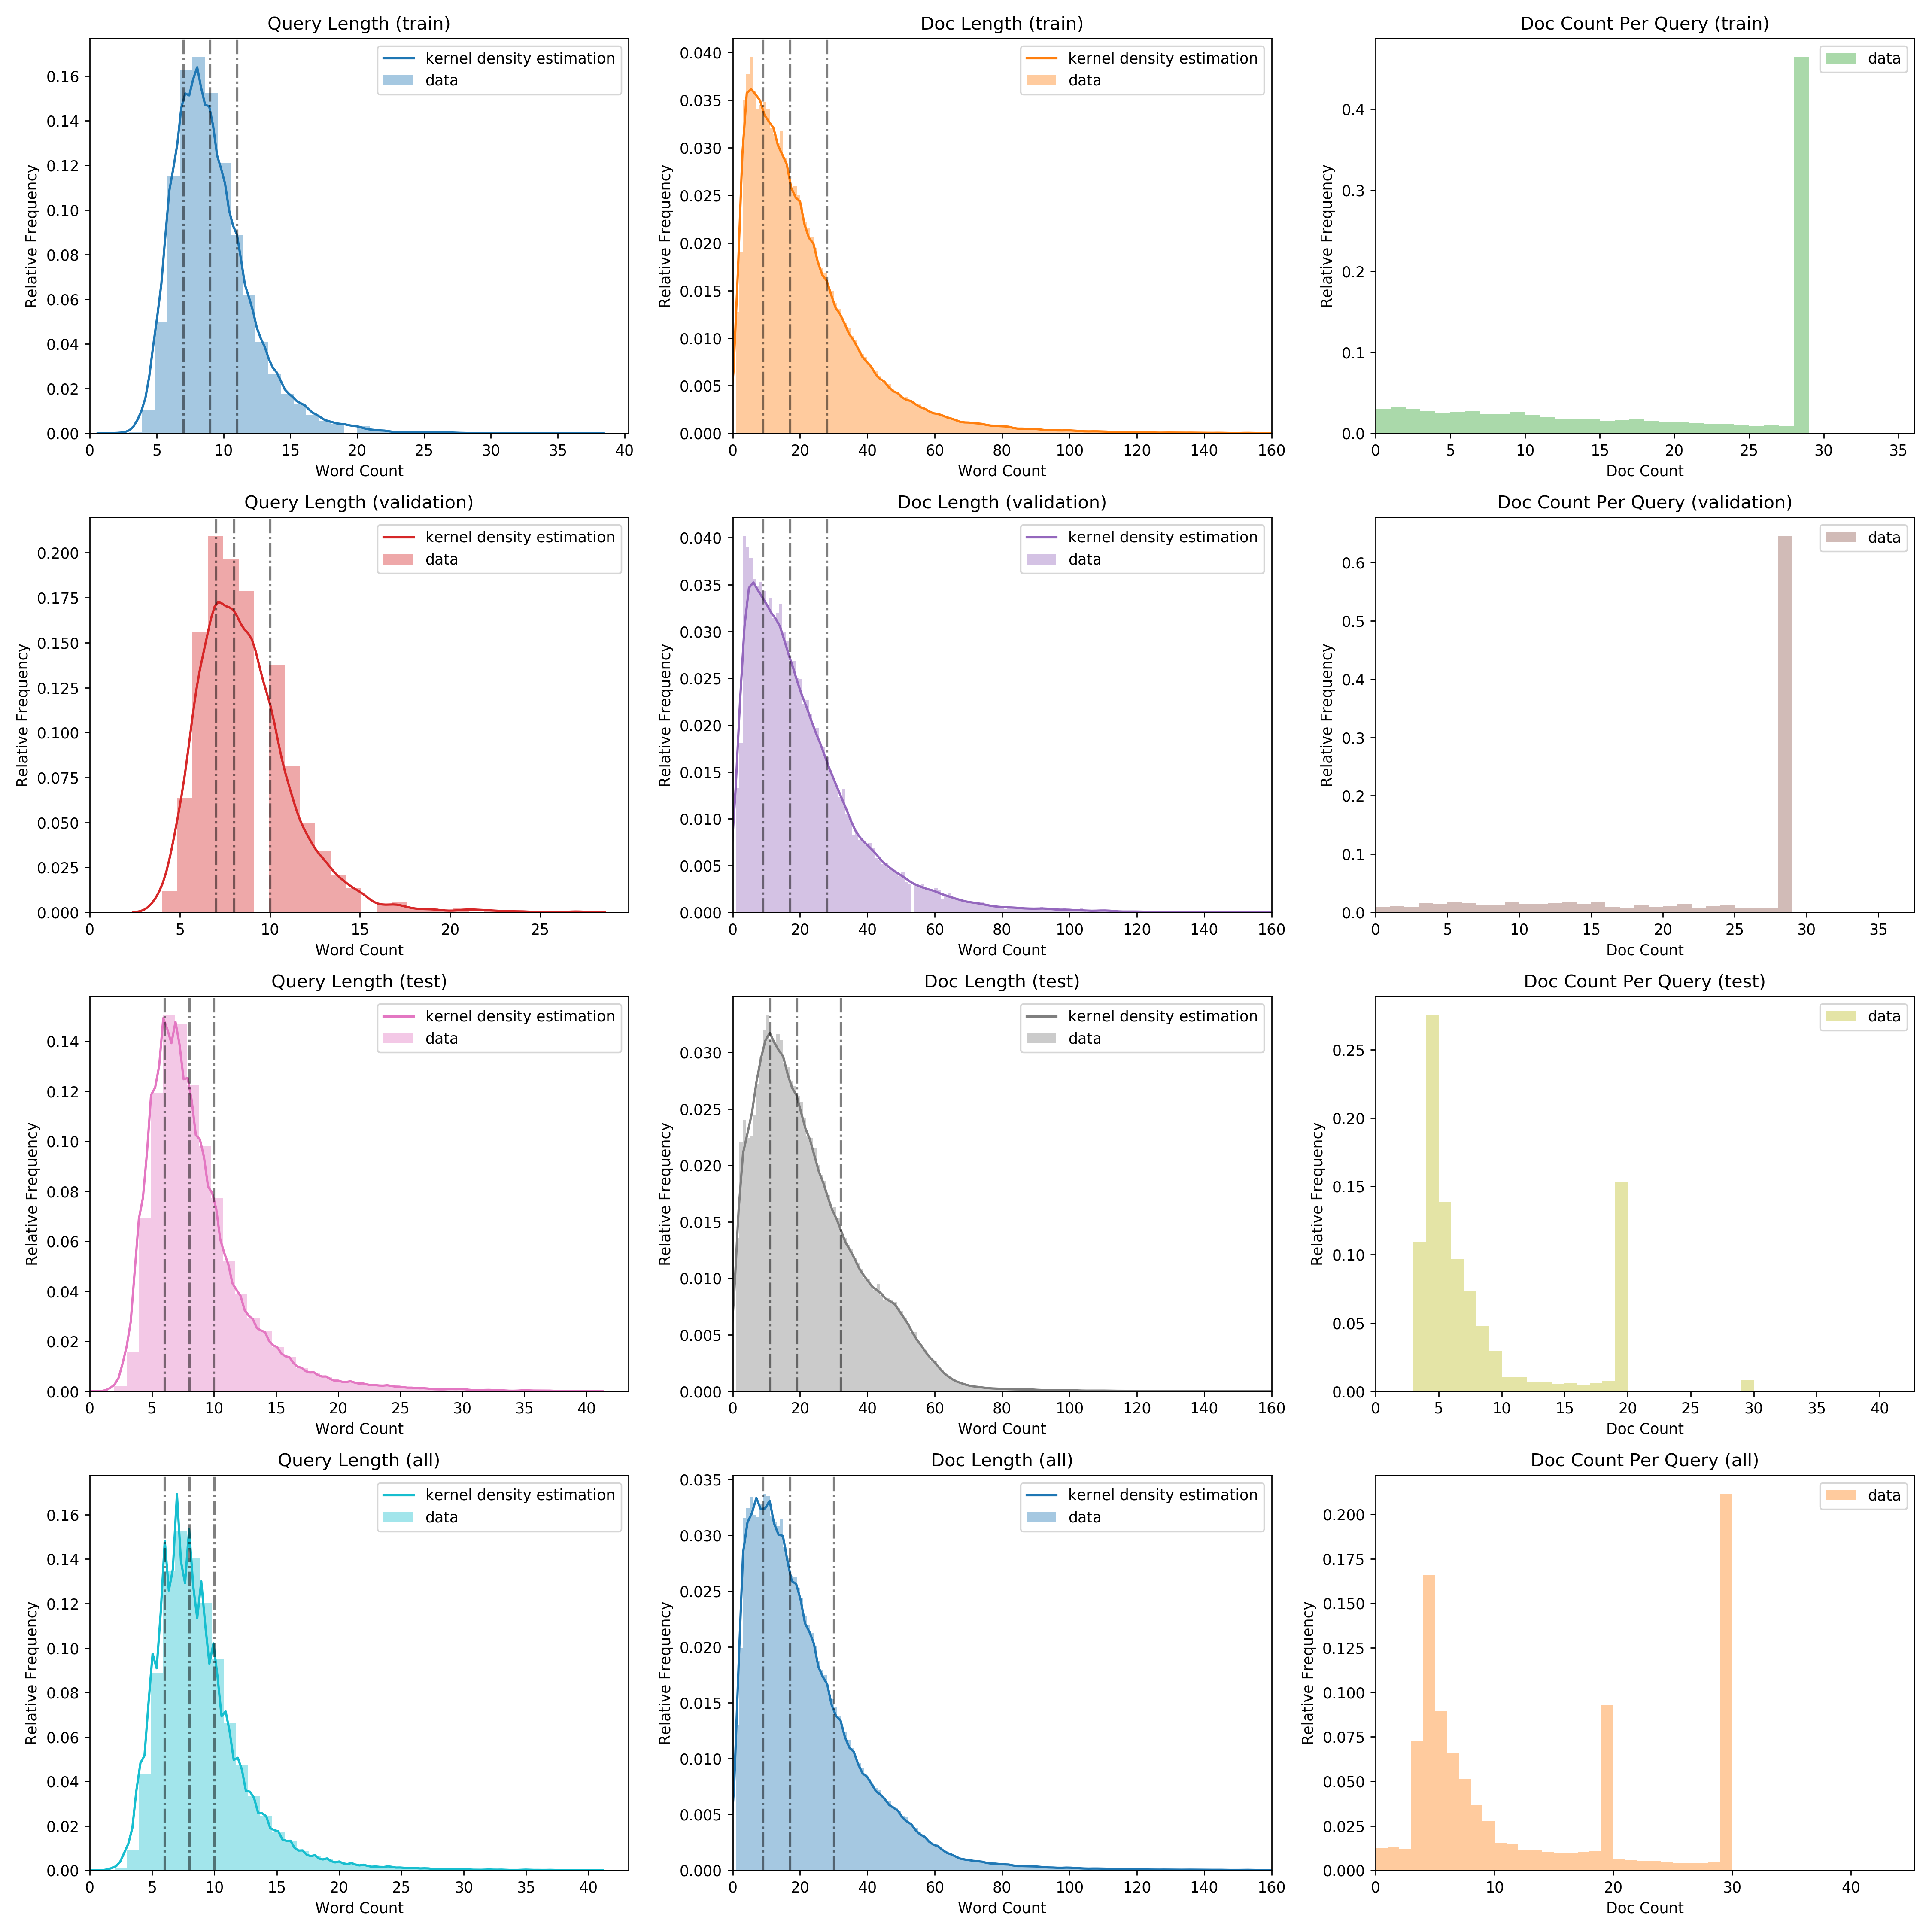 Query Length (train)
Relative Frequency
0.16
0.14
0.12
0.10
0.08
0.06
0.04
0.02
0.00
kernel density estimation
data
0 5 10 15 20 25 30 35 40
Word Count
Doc Length (train)
Relative Frequency
0.040
0.035
0.030
0.025
0.020
0.015
0.010
0.005
0.000
kernel density estimation
data
0 20 40 60 80 100 120 140 160
Word Count
Doc Count Per Query (train)
Relative Frequency
0.4
0.3
0.2
0.1
0.0
data
0 5 10 15 20 25 30 35
Doc Count
Query Length (validation)
Relative Frequency
0.200
0.175
0.150
0.125
0.100
0.075
0.050
0.025
0.000
kernel density estimation
data
0 5 10 15 20 25
Word Count
Doc Length (validation)
Relative Frequency
0.040
0.035
0.030
0.025
0.020
0.015
0.010
0.005
0.000
kernel density estimation
data
0 20 40 60 80 100 120 140 160
Word Count
Doc Count Per Query (validation)
Relative Frequency
0.6
0.5
0.4
0.3
0.2
0.1
0.0
data
0 5 10 15 20 25 30 35
Doc Count
Query Length (test)
Relative Frequency
0.14
0.12
0.10
0.08
0.06
0.04
0.02
0.00
kernel density estimation
data
0 5 10 15 20 25 30 35 40
Word Count
Doc Length (test)
Relative Frequency
0.030
0.025
0.020
0.015
0.010
0.005
0.000
kernel density estimation
data
0 20 40 60 80 100 120 140 160
Word Count
Doc Count Per Query (test)
Relative Frequency
0.25
0.20
0.15
0.10
0.05
0.00
data
0 5 10 15 20 25 30 35 40
Doc Count
Query Length (all)
Relative Frequency
0.16
0.14
0.12
0.10
0.08
0.06
0.04
0.02
0.00
kernel density estimation
data
0 5 10 15 20 25 30 35 40
Word Count
Doc Length (all)
Relative Frequency
0.035
0.030
0.025
0.020
0.015
0.010
0.005
0.000
kernel density estimation
data
0 20 40 60 80 100 120 140 160
Word Count
Doc Count Per Query (all)
Relative Frequency
0.200
0.175
0.150
0.125
0.100
0.075
0.050
0.025
0.000
data
0 10 20 30 40
Doc Count